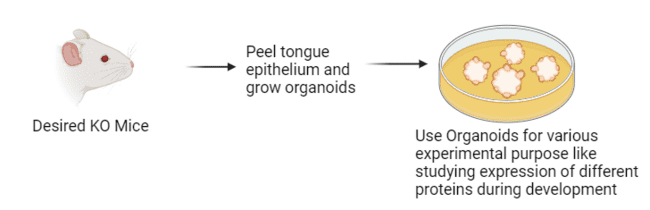 Desired KO Mice
Peel tongue
epithelium and
grow organoids
Use Organoids for various
experimental purpose like
studying expression of different
proteins during development